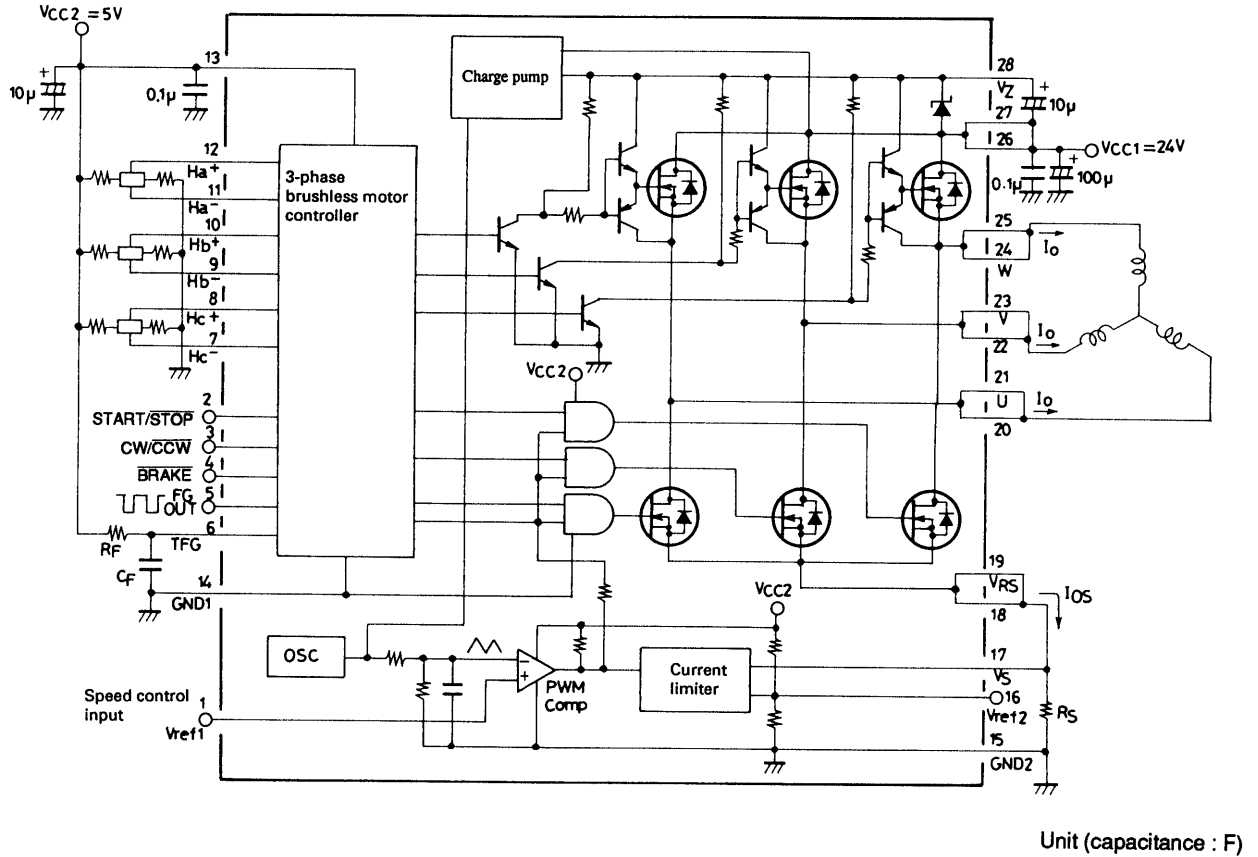 VCC2 =5V
13
10μ
+
0.1μ
12
Ha+
11
Ha-
10
Hb+
9
Hb-
8
Hc+
7
Hc-
2
START/STOP
3
CW/CCW
4
BRAKE
FG
OUT
5
6
TFG
RF
CF
14
GND1
3-phase
brushless motor
controller
Charge pump
28
VZ
+
10μ
27
26
VCC1=24V
0.1μ
+
100μ
25
24
W
Io
23
V
22
Io
21
U
20
Io
VCC2
19
VRS
18
IOS
VCC2
OSC
-
+
PWM
Comp
Current
limiter
17
VS
16
Vref2
RS
15
GND2
Speed control
input
1
Vref1
Unit (capacitance : F)